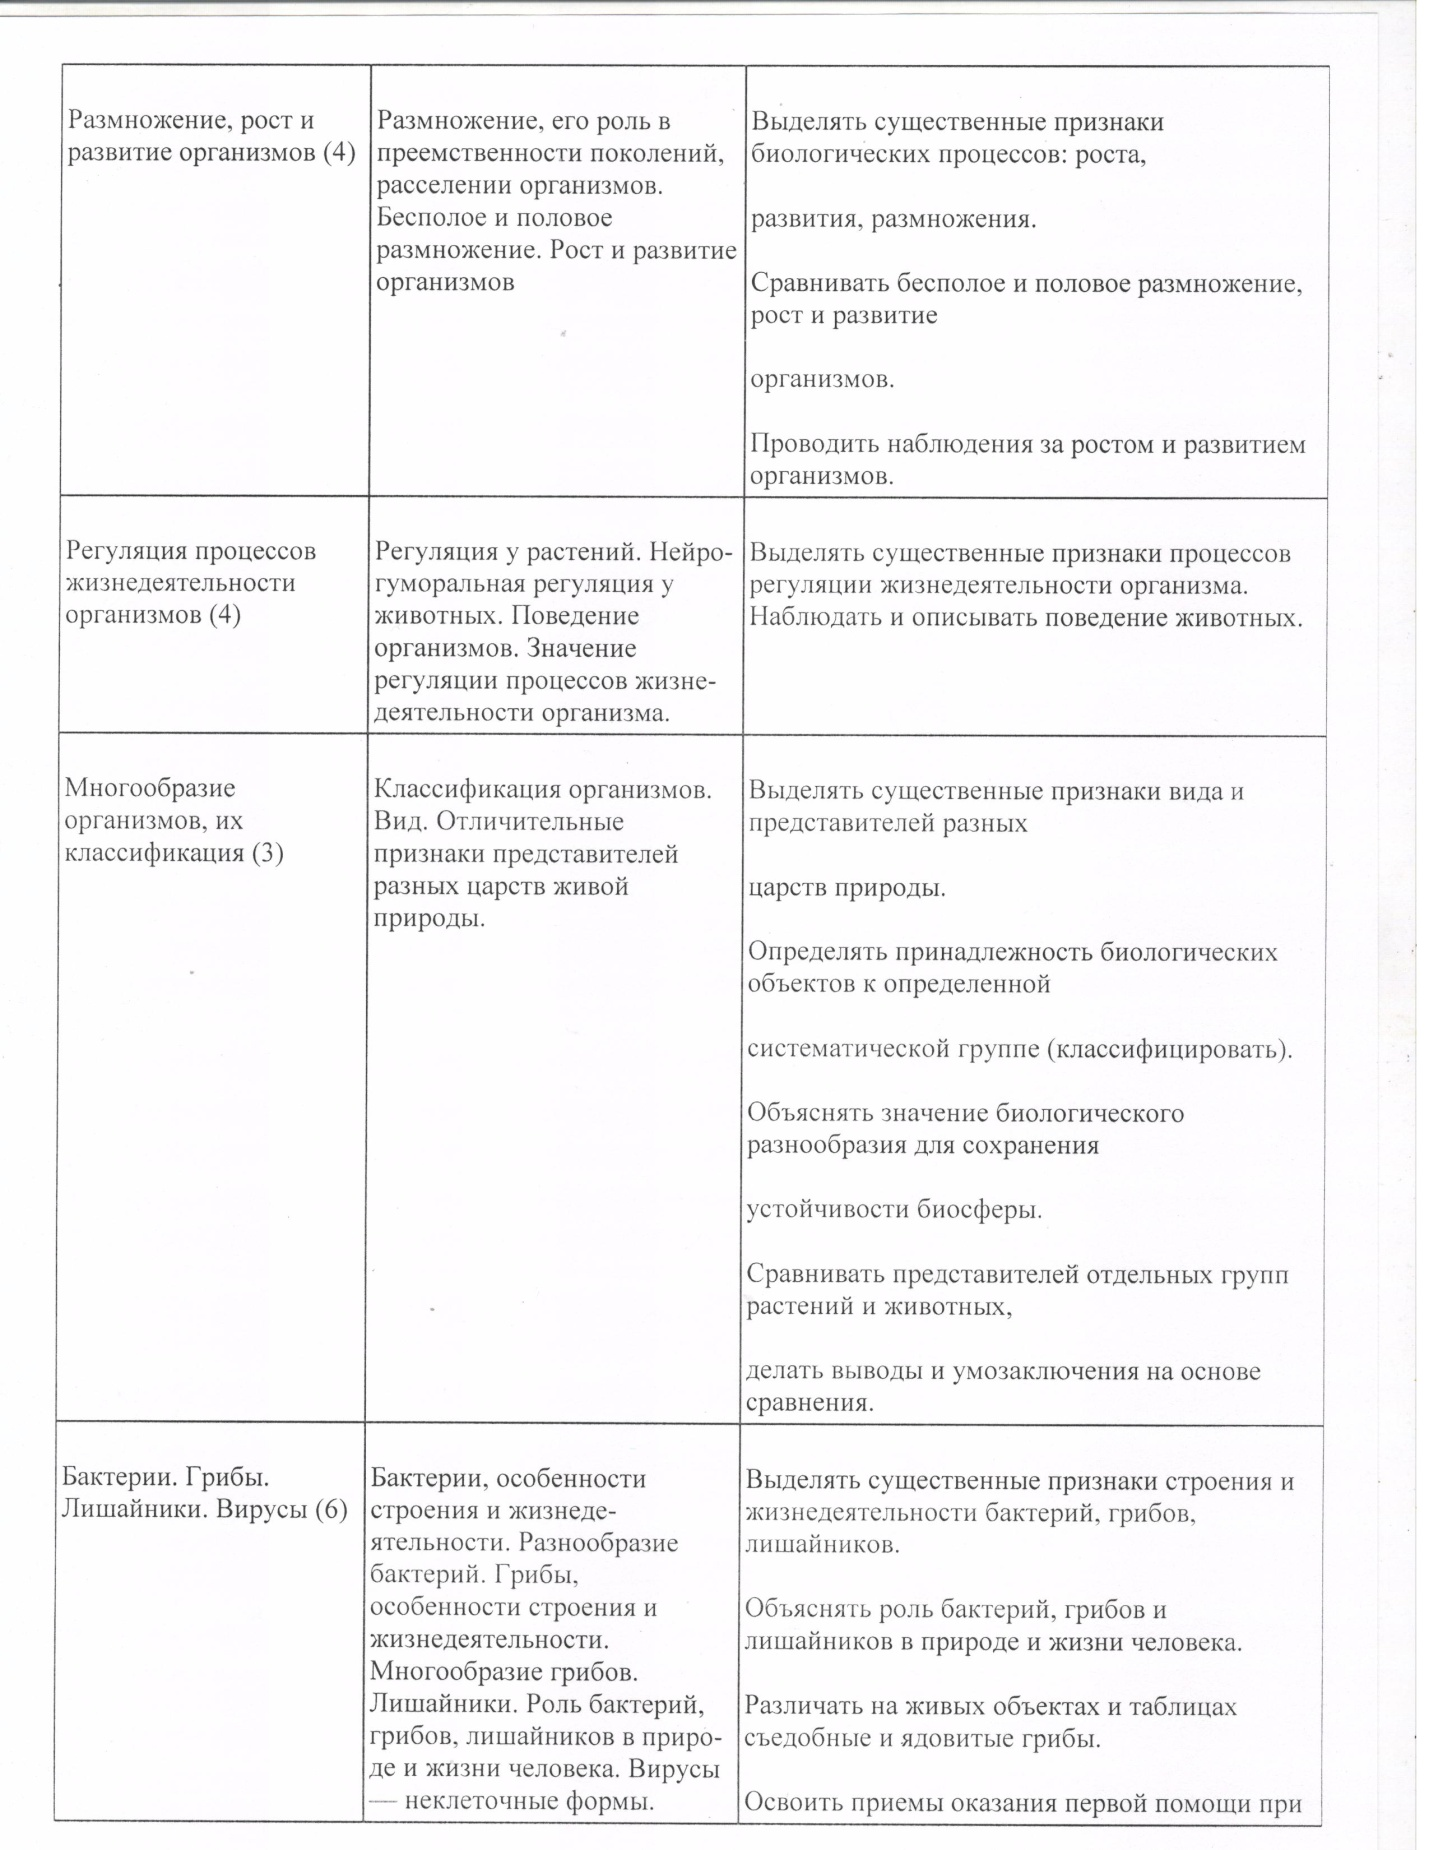 Размножение, рост и
развитие организмов (4)
Размножение, его роль в
преемственности поколений,
расселении организмов.
Бесполое и половое
размножение. Рост и развитие
организмов
Выделять существенные признаки
биологических процессов: роста,
развития, размножения.
Сравнивать бесполое и половое размножение,
рост и развитие
организмов.
Проводить наблюдения за ростом и развитием
организмов.
Регуляция процессов
жизнедеятельности
организмов (4)
Регуляция у растений. Нейро-
гуморальная регуляция у
животных. Поведение
организмов. Значение
регуляции процессов жизне-
деятельности организма.
Выделять существенные признаки процессов
регуляции жизнедеятельности организма.
Наблюдать и описывать поведение животных.
Многообразие
организмов, их
классификация (3)
Классификация организмов.
Вид. Отличительные
признаки представителей
разных царств живой
природы.
Выделять существенные признаки вида и
представителей разных
царств природы.
Определять принадлежность биологических
объектов к определенной
систематической группе (классифицировать).
Объяснять значение биологического
разнообразия для сохранения
устойчивости биосферы.
Сравнивать представителей отдельных групп
растений и животных,
делать выводы и умозаключения на основе
сравнения.
Бактерии. Грибы.
Лишайники. Вирусы (6)
Бактерии, особенности
строения и жизнеде-
ятельности. Разнообразие
бактерий. Грибы,
особенности строения и
жизнедеятельности.
Многообразие грибов.
Лишайники. Роль бактерий,
грибов, лишайников в приро-
де и жизни человека. Вирусы
— неклеточные формы.
Выделять существенные признаки строения и
жизнедеятельности бактерий, грибов,
лишайников.
Объяснять роль бактерий, грибов и
лишайников в природе и жизни человека.
Различать на живых объектах и таблицах
съедобные и ядовитые грибы.
Освоить приемы оказания первой помощи при